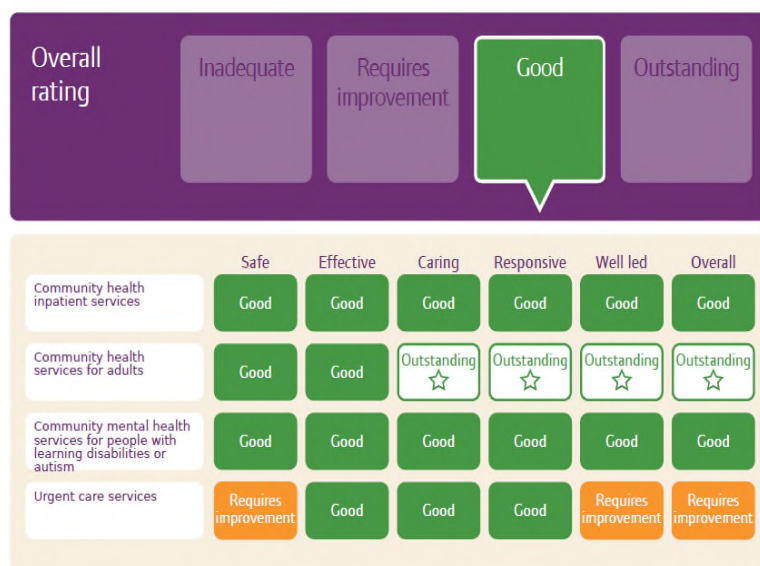 Overall
rating
Inadequate
Requires
improvement
Good
Outstanding
Safe Effective Caring Responsive Well led Overall
Community health
inpatient services
Good Good Good Good Good Good
Community health
services for adults
Good Good Outstanding Outstanding Outstanding Outstanding
Community mental health
services for people with
learning disabilities or
autism
Good Good Good Good Good Good
Urgent care services
Requires
improvement
Good Good Good
Requires
improvement
Requires
improvement